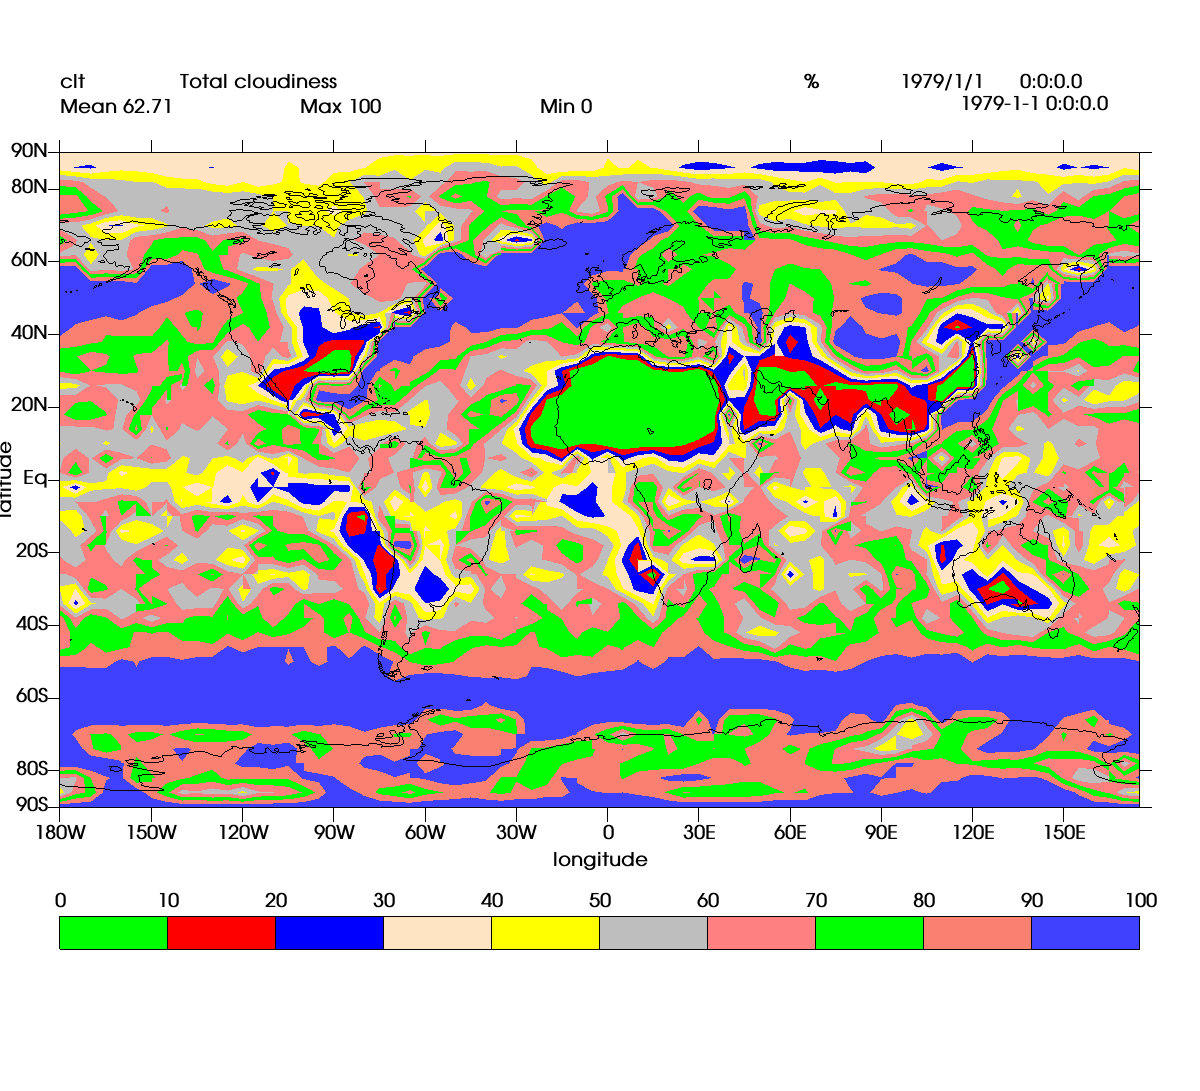 clt Total cloudiness % 1979/1/1 0:0:0.0
Mean 62.71 Max 100 Min 0 1979-1-1 0:0:0.0
90N
80N
60N
40N
20N
Eq
20S
40S
60S
80S
90S
latitude
180W 150W 120W 90W 60W 30W 0 30E 60E 90E 120E 150E
longitude
0 10 20 30 40 50 60 70 80 90 100